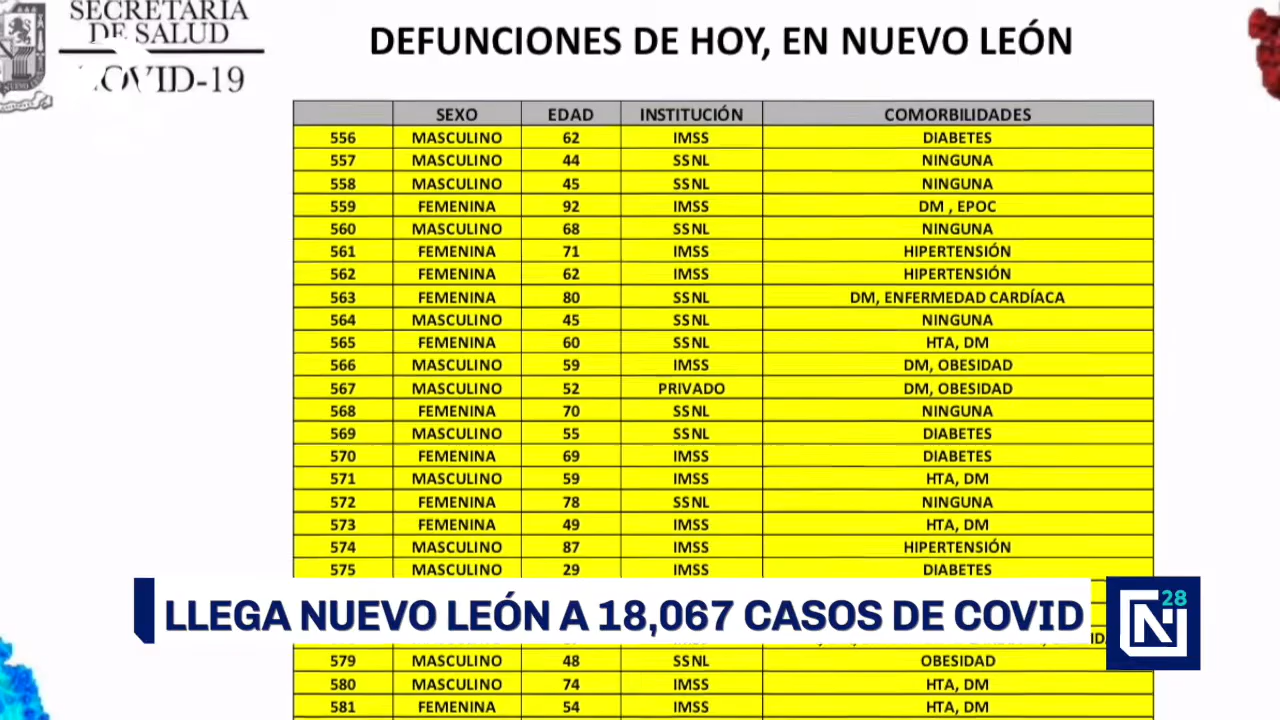 SECRETARÍA
DE SALUD
COVID-19
DEFUNCIONES DE HOY, EN NUEVO LEÓN
SEXO EDAD INSTITUCIÓN COMORBILIDADES
556 MASCULINO 62 IMSS DIABETES
557 MASCULINO 44 SSNL NINGUNA
558 MASCULINO 45 SSNL NINGUNA
559 FEMENINA 92 IMSS DM , EPOC
560 MASCULINO 68 SSNL NINGUNA
561 FEMENINA 71 IMSS HIPERTENSIÓN
562 FEMENINA 62 IMSS HIPERTENSIÓN
563 FEMENINA 80 SSNL DM, ENFERMEDAD CARDÍACA
564 MASCULINO 45 SSNL NINGUNA
565 FEMENINA 60 SSNL HTA, DM
566 MASCULINO 59 IMSS DM, OBESIDAD
567 MASCULINO 52 PRIVADO DM, OBESIDAD
568 FEMENINA 70 SSNL NINGUNA
569 MASCULINO 55 SSNL DIABETES
570 FEMENINA 69 IMSS DIABETES
571 MASCULINO 59 IMSS HTA, DM
572 FEMENINA 78 SSNL NINGUNA
573 FEMENINA 49 IMSS HTA, DM
574 MASCULINO 87 IMSS HIPERTENSIÓN
575 MASCULINO 29 IMSS DIABETES
LLEGA NUEVO LEÓN A 18,067 CASOS DE COVID
N 28
579 MASCULINO 48 SSNL OBESIDAD
580 MASCULINO 74 IMSS HTA, DM
581 FEMENINA 54 IMSS HTA, DM